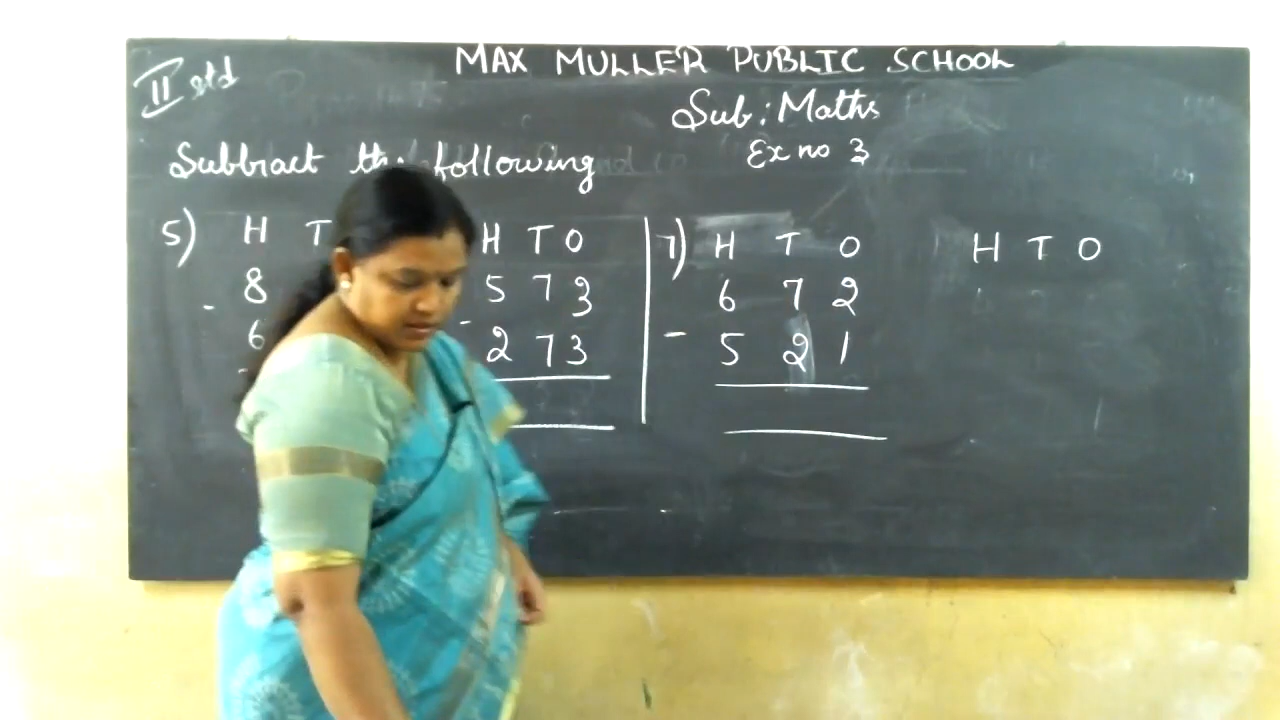 II std
MAX MULLER PUBLIC SCHOOL
Sub: Maths
Ex no 3
Subtract the following
5) H T
8
- 6
H T O
5 7 3
- 2 7 3
7) H T O
6 7 2
- 5 2 1
H T O